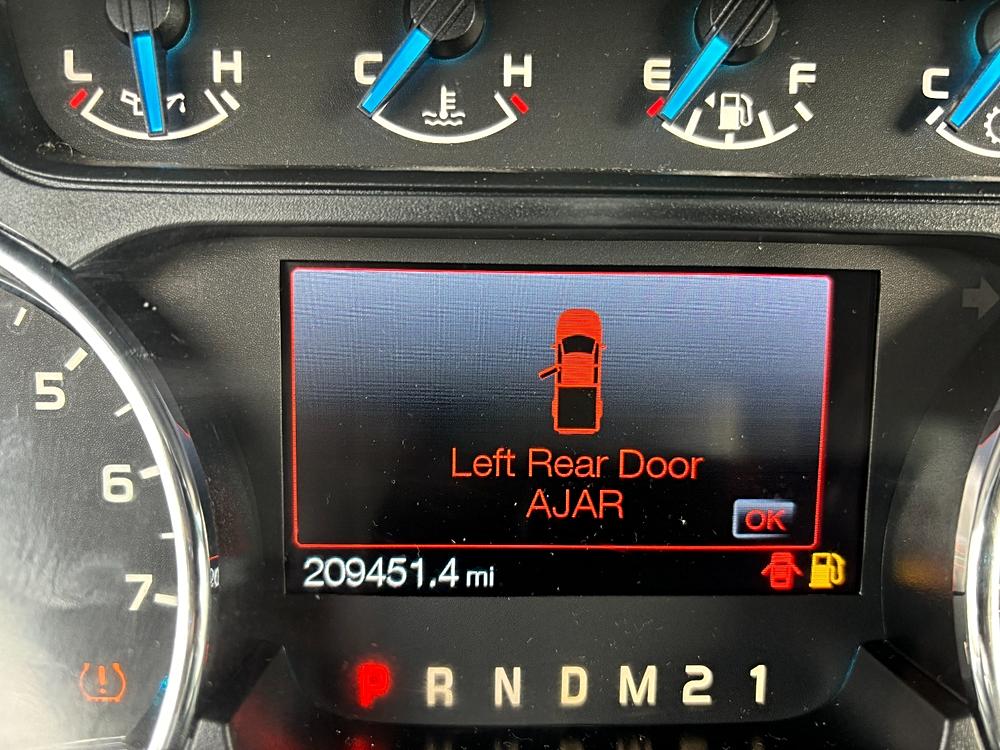 L H C H E F C
5
6
7
Left Rear Door
AJAR
OK
209451.4 mi
P R N D M 2 1